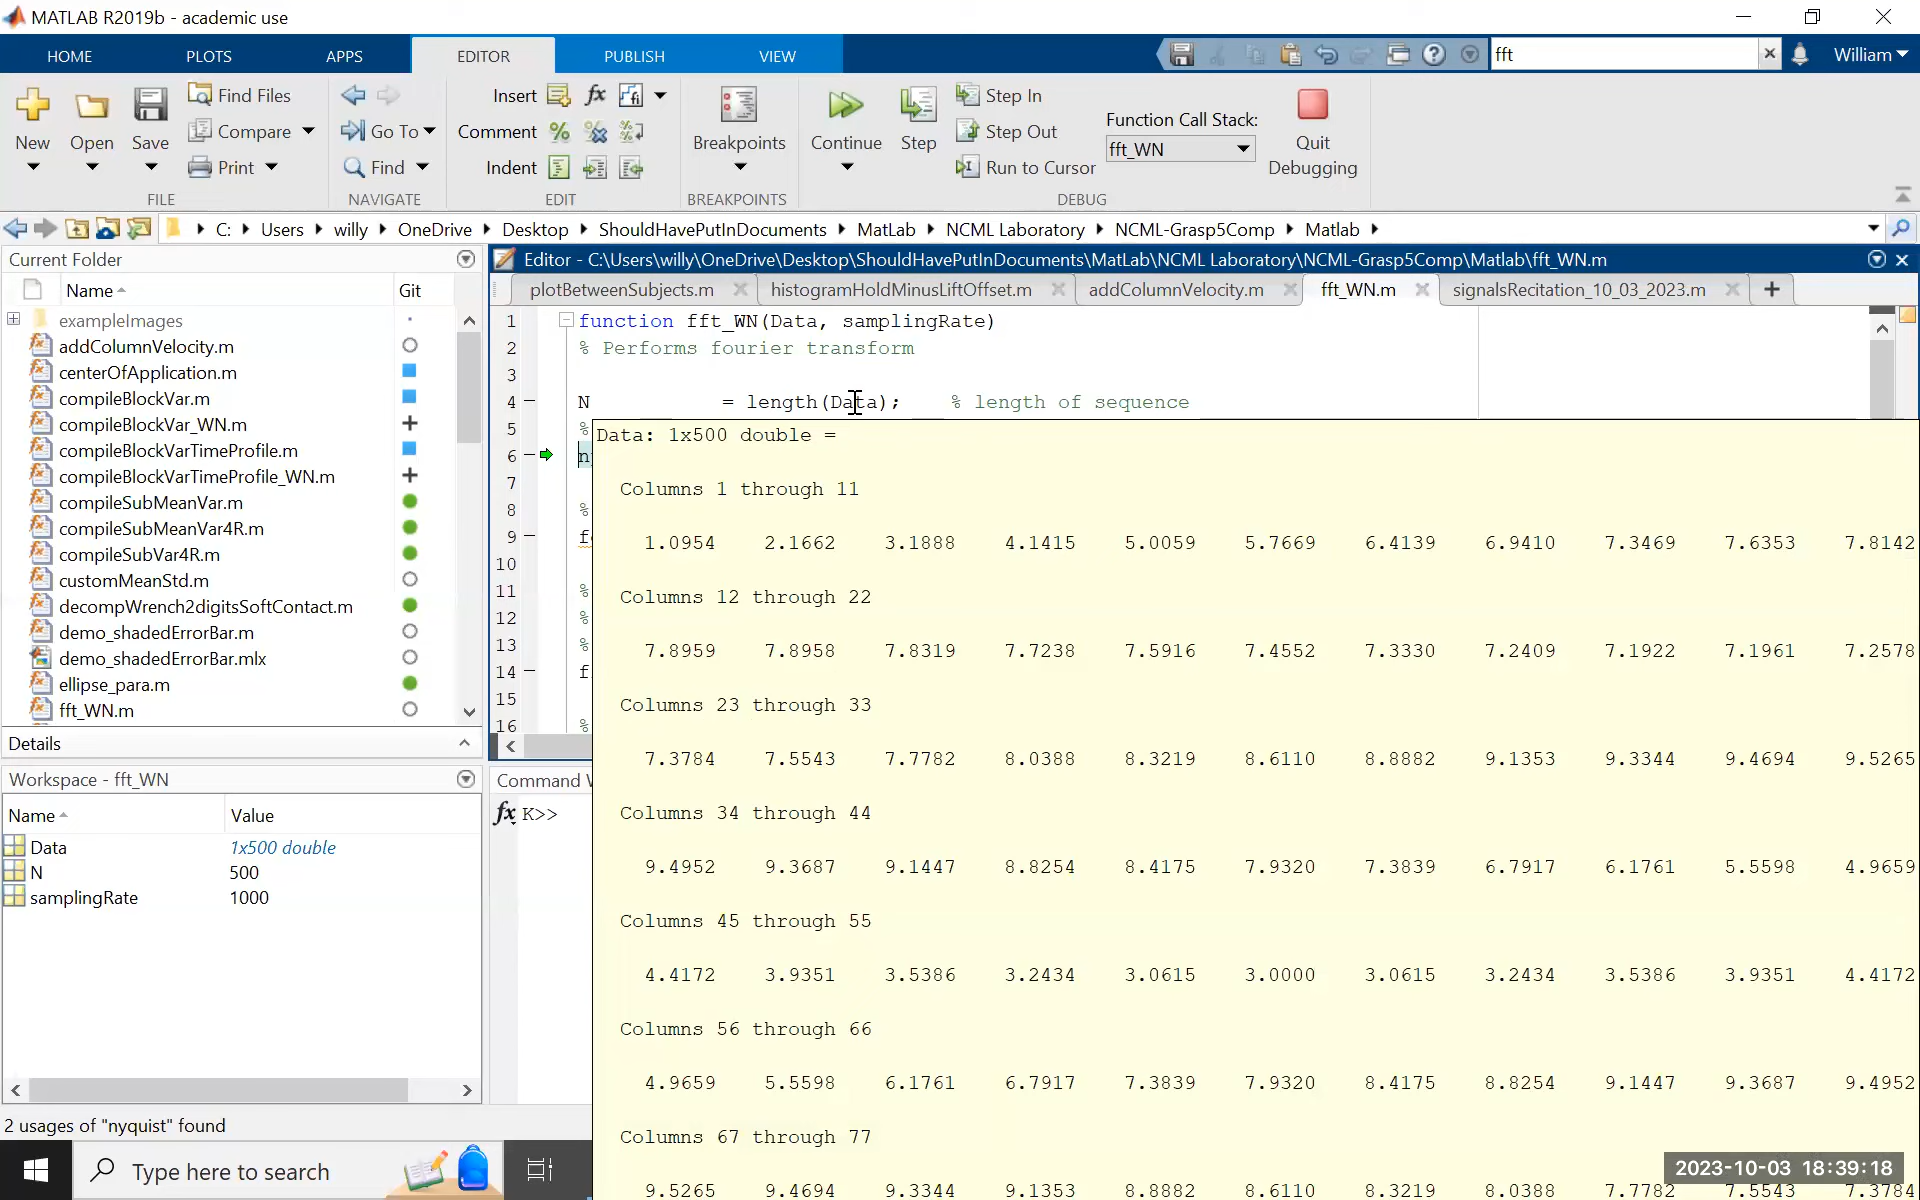 MATLAB R2019b - academic use
HOME PLOTS APPS EDITOR PUBLISH VIEW fft William
New Open Save Find Files Compare Print
FILE
Go To Find
NAVIGATE
Insert fx
Comment
Indent
EDIT
Breakpoints
BREAKPOINTS
Continue Step Step In Step Out Run to Cursor
Function Call Stack:
fft_WN
Quit Debugging
DEBUG
C: Users willy OneDrive Desktop ShouldHavePutInDocuments MatLab NCML Laboratory NCML-Grasp5Comp Matlab
Current Folder
Name Git
exampleImages
addColumnVelocity.m
centerOfApplication.m
compileBlockVar.m
compileBlockVar_WN.m
compileBlockVarTimeProfile.m
compileBlockVarTimeProfile_WN.m
compileSubMeanVar.m
compileSubMeanVar4R.m
compileSubVar4R.m
customMeanStd.m
decompWrench2digitsSoftContact.m
demo_shadedErrorBar.m
demo_shadedErrorBar.mlx
ellipse_para.m
fft_WN.m
Details
Workspace - fft_WN
Name Value
Data 1x500 double
N 500
samplingRate 1000
2 usages of "nyquist" found
Type here to search
Editor - C:\Users\willy\OneDrive\Desktop\ShouldHavePutInDocuments\MatLab\NCML Laboratory\NCML-Grasp5Comp\Matlab\fft_WN.m
plotBetweenSubjects.m histogramHoldMinusLiftOffset.m addColumnVelocity.m fft_WN.m signalsRecitation_10_03_2023.m
1 function fft_WN(Data, samplingRate)
2 % Performs fourier transform
3
4 N = length(Data); % length of sequence
5 %
6 n
7
8 %
9 f
10
11 %
12 %
13 %
14 f
15
16 %
Command
fx K>>
Data: 1x500 double =
Columns 1 through 11
1.0954 2.1662 3.1888 4.1415 5.0059 5.7669 6.4139 6.9410 7.3469 7.6353 7.8142
Columns 12 through 22
7.8959 7.8958 7.8319 7.7238 7.5916 7.4552 7.3330 7.2409 7.1922 7.1961 7.2578
Columns 23 through 33
7.3784 7.5543 7.7782 8.0388 8.3219 8.6110 8.8882 9.1353 9.3344 9.4694 9.5265
Columns 34 through 44
9.4952 9.3687 9.1447 8.8254 8.4175 7.9320 7.3839 6.7917 6.1761 5.5598 4.9659
Columns 45 through 55
4.4172 3.9351 3.5386 3.2434 3.0615 3.0000 3.0615 3.2434 3.5386 3.9351 4.4172
Columns 56 through 66
4.9659 5.5598 6.1761 6.7917 7.3839 7.9320 8.4175 8.8254 9.1447 9.3687 9.4952
Columns 67 through 77
9.5265 9.4694 9.3344 9.1353 8.8882 8.6110 8.3219 8.0388 7.7782 7.5543 7.3784
2023-10-03 18:39:18